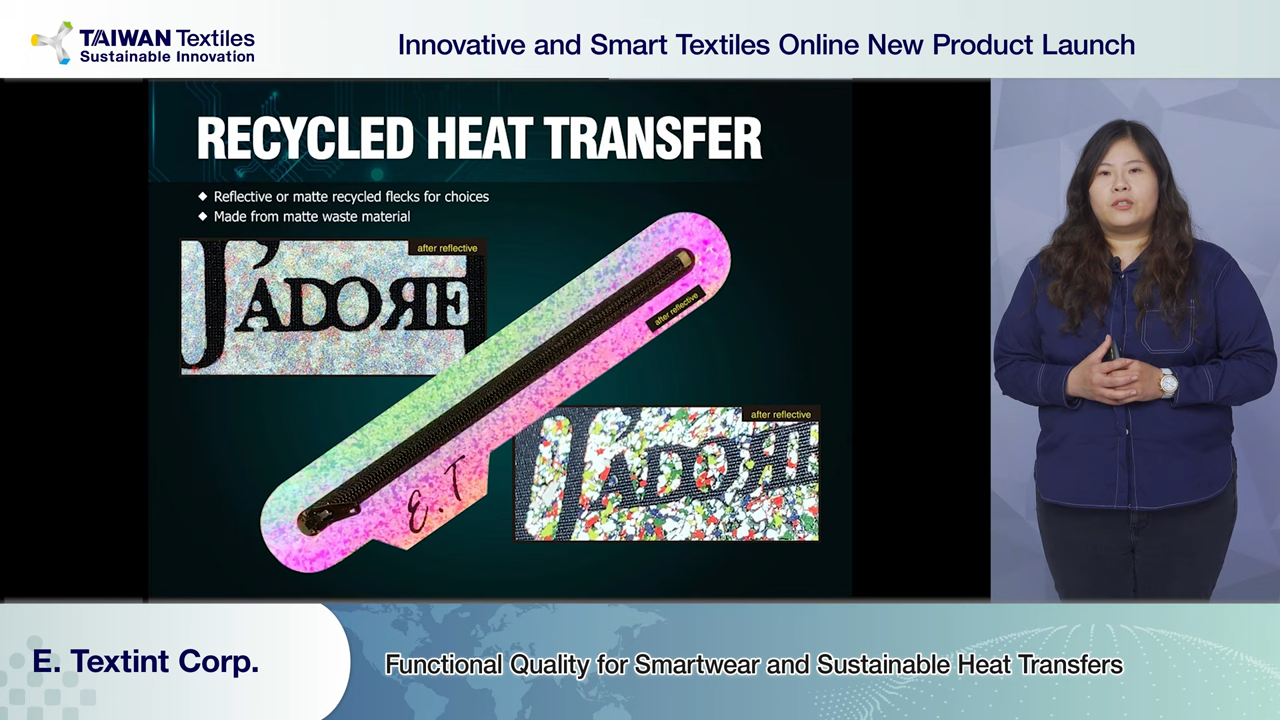 TAIWAN Textiles
Sustainable Innovation
Innovative and Smart Textiles Online New Product Launch
RECYCLED HEAT TRANSFER
Reflective or matte recycled flecks for choices
Made from matte waste material
after reflective
J'ADORE
after reflective
E.T
after reflective
J'ADORE
E. Textint Corp.
Functional Quality for Smartwear and Sustainable Heat Transfers